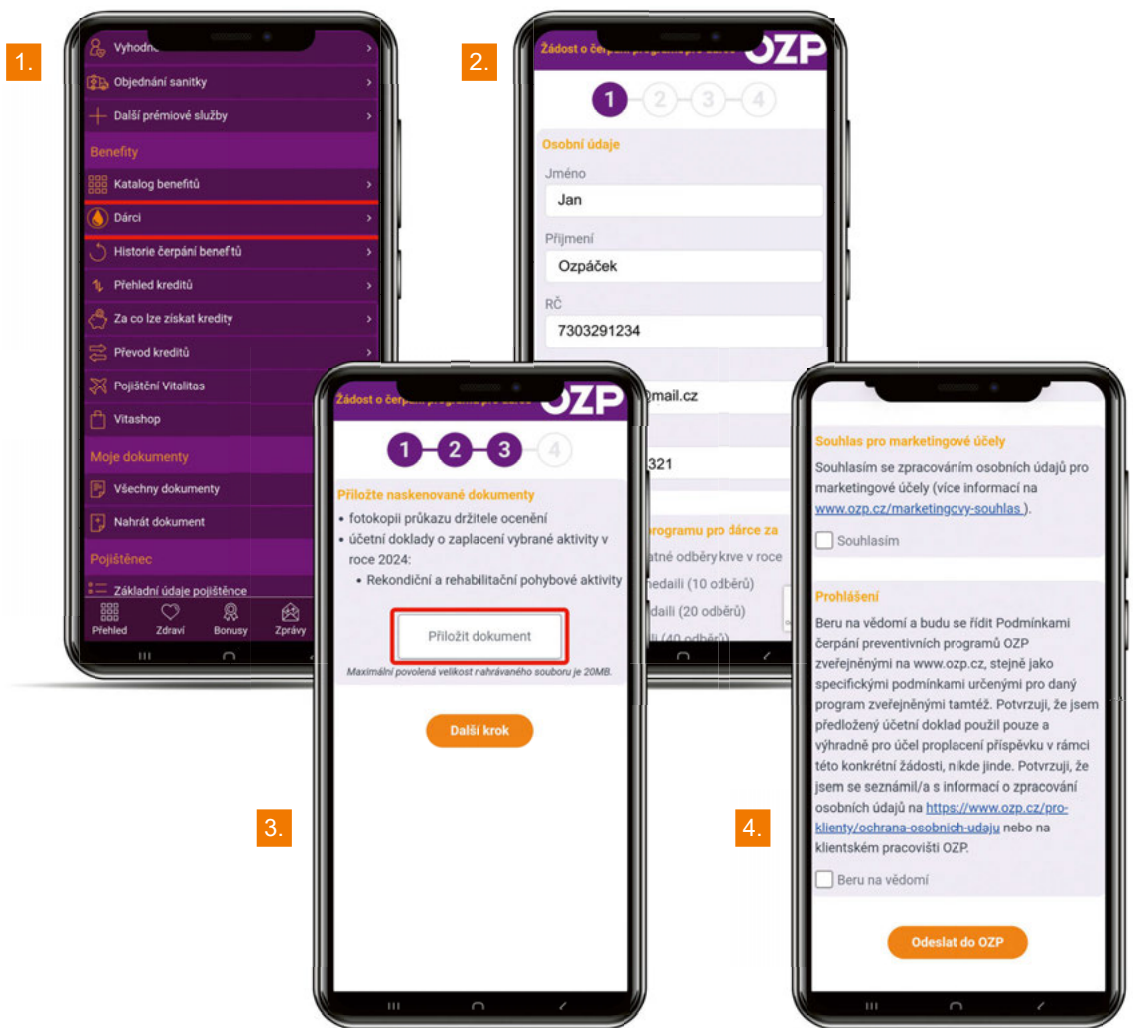 1.
Objednání sanitky
Další prémiové služby
Benefity
Katalog benefitů
Dárci
Historie čerpání benef tů
Přehled kreditů
Za co lze získat kredity
Převod kreditů
Pojištění Vitalitas
Vitashop
Moje dokumenty
Všechny dokumenty
Nahrát dokument
Pojištěnec
Základní údaje pojištěnce
Přehled Zdraví Bonusy Zprávy
2.
Žádost o OZP
1 2 3 4
Osobní údaje
Jméno
Jan
Příjmení
Ozpáček
RČ
7303291234
mail.cz
321
programu pro dárce za
odběry krve v roce
(10 odběrů)
(20 odběrů)
(40 odběrů)
3.
Žádost o OZP
1 2 3 4
Přiložte naskenované dokumenty
• fotokopii průkazu držitele ocenění
• účetní doklady o zaplacení vybrané aktivity v
roce 2024:
• Rekondiční a rehabilitační pohybové aktivity
Přiložit dokument
Maximální povolená velikost nahrávaného souboru je 20MB.
Další krok
4.
Souhlas pro marketingové účely
Souhlasím se zpracováním osobních údajů pro
marketingové účely (více informací na
www.ozp.cz/marketingovy-souhlas ).
Souhlasím
Prohlášení
Beru na vědomí a budu se řídit Podmínkami
čerpání preventivních programů OZP
zveřejněnými na www.ozp.cz, stejně jako
specifickými podmínkami určenými pro daný
program zveřejněnými tamtéž. Potvrzuji, že jsem
předložený účetní doklad použil pouze a
výhradně pro účel proplacení příspěvku v rámci
této konkrétní žádosti, nikde jinde. Potvrzuji, že
jsem se seznámil/a s informací o zpracování
osobních údajů na https://www.ozp.cz/pro-
klienty/ochrana-osobnich-udaju nebo na
klientském pracovišti OZP.
Beru na vědomí
Odeslat do OZP